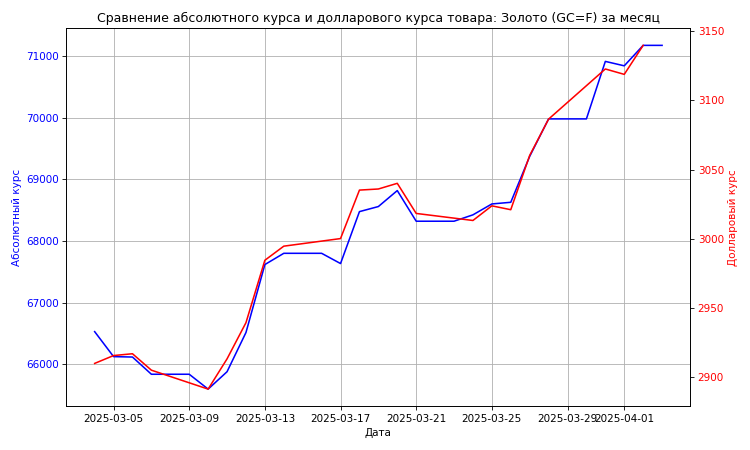 Сравнение абсолютного курса и долларового курса товара: Золото (GC=F) за месяц
Абсолютный курс
71000
70000
69000
68000
67000
66000
3150
3100
3050
3000
2950
2900
Долларовый курс
2025-03-05 2025-03-09 2025-03-13 2025-03-17 2025-03-21 2025-03-25 2025-03-29 2025-04-01
Дата